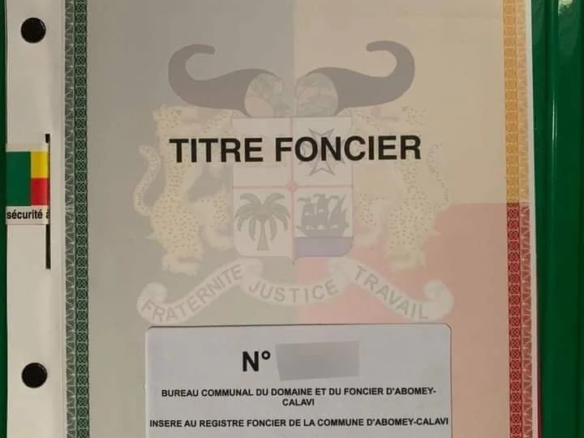 TITRE FONCIER
sécurité
FRATERNITE JUSTICE TRAVAIL
N°
BUREAU COMMUNAL DU DOMAINE ET DU FONCIER D'ABOMEY-
CALAVI
INSERE AU REGISTRE FONCIER DE LA COMMUNE D'ABOMEY-CALAVI